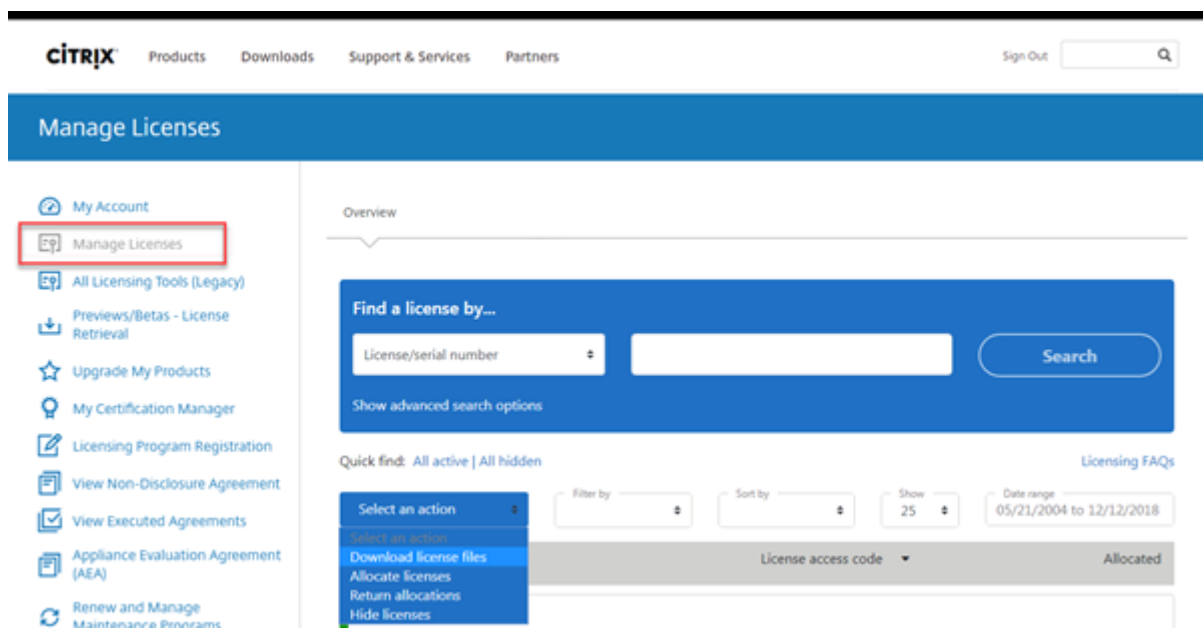 CITRIX Products Downloads Support & Services Partners Sign Out
Manage Licenses
My Account
Manage Licenses
All Licensing Tools (Legacy)
Previews/Betas - License
Retrieval
Upgrade My Products
My Certification Manager
Licensing Program Registration
View Non-Disclosure Agreement
View Executed Agreements
Appliance Evaluation Agreement
(AEA)
Renew and Manage
Maintenance Programs
Overview
Find a license by...
License/serial number
Search
Show advanced search options
Quick find: All active | All hidden
Licensing FAQs
Select an action
Filter by
Sort by
Show
25
Date range
05/21/2004 to 12/12/2018
Select an action
Download license files
Allocate licenses
Return allocations
Hide licenses
License access code
Allocated